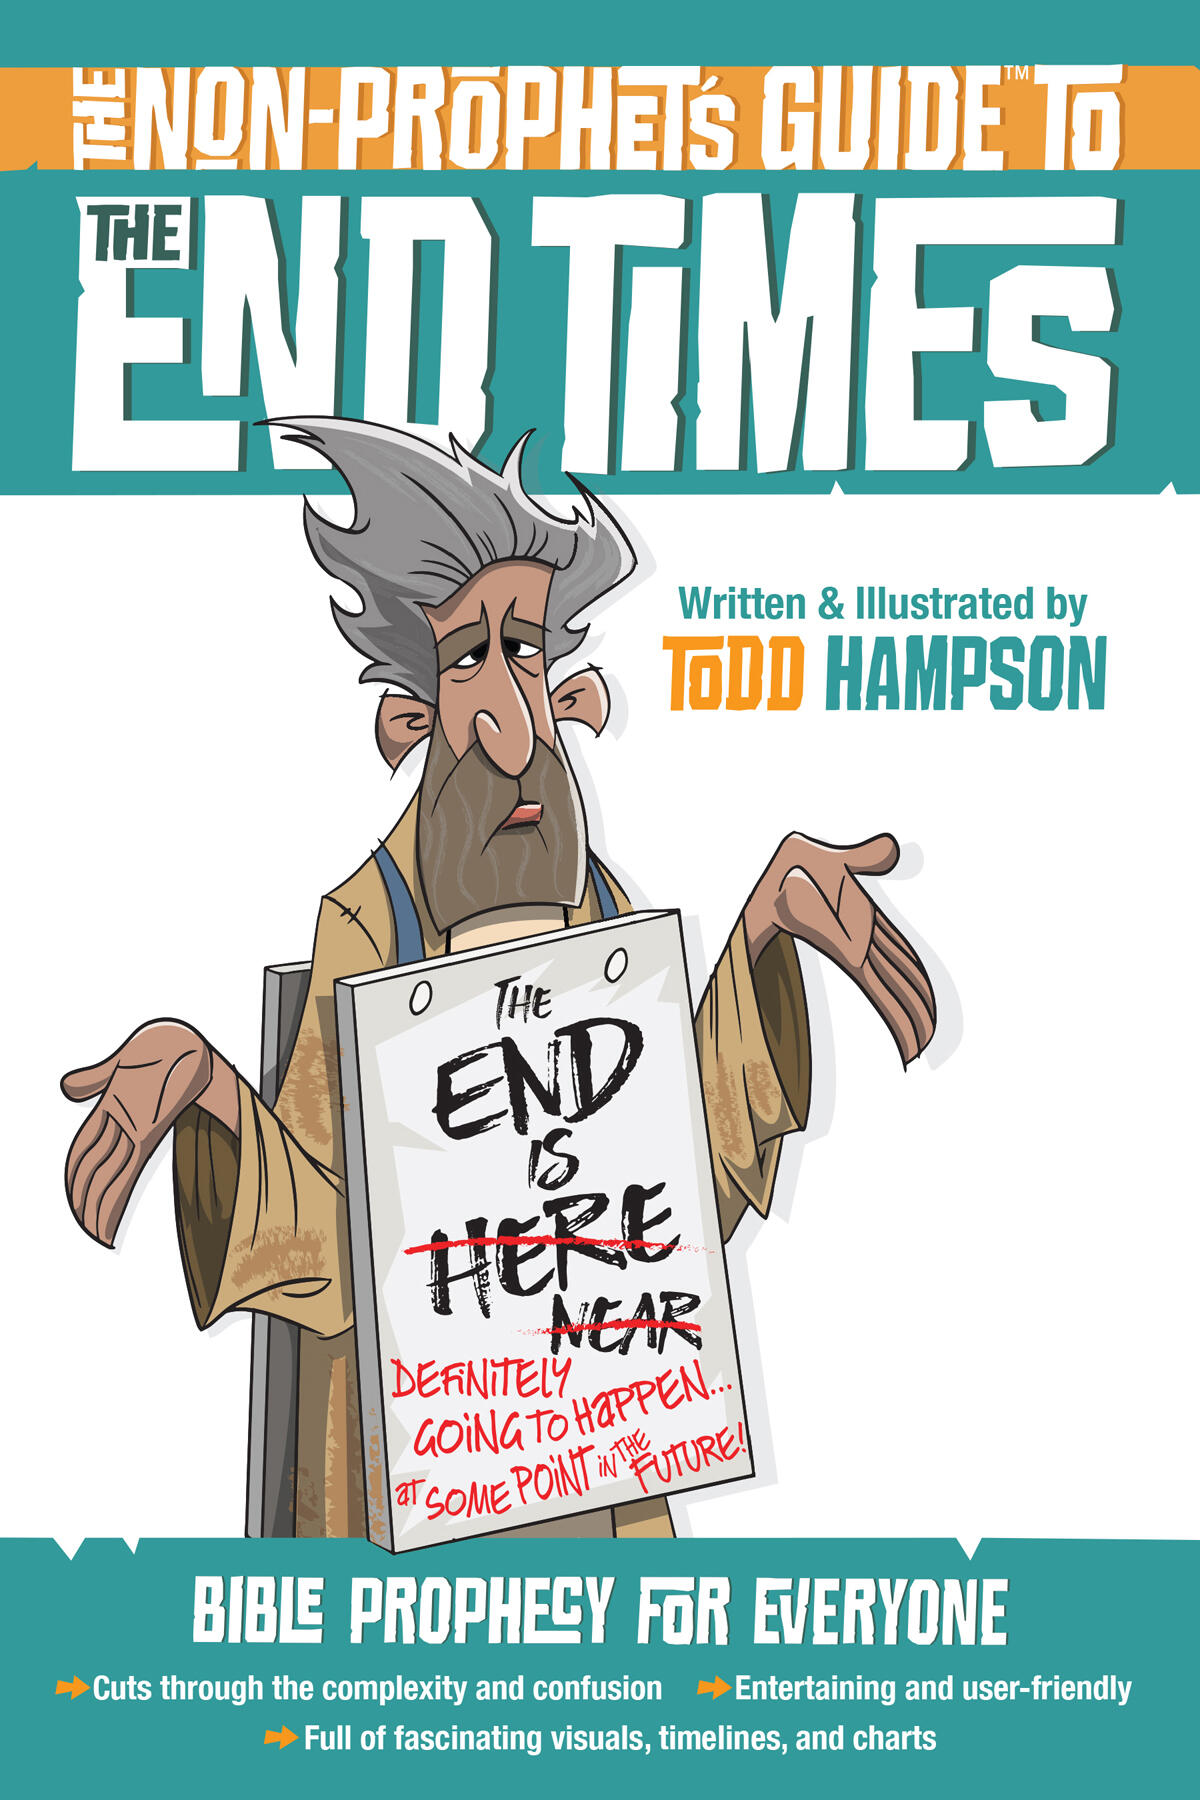 THE NON-PROPHET'S GUIDE™ TO
THE END TIMES
Written & Illustrated by
TODD HAMPSON
THE
END
IS
HERE
NEAR
DEFINITELY
GOING TO HAPPEN...
AT SOME POINT IN THE FUTURE!
BIBLE PROPHECY FOR EVERYONE
Cuts through the complexity and confusion
Entertaining and user-friendly
Full of fascinating visuals, timelines, and charts